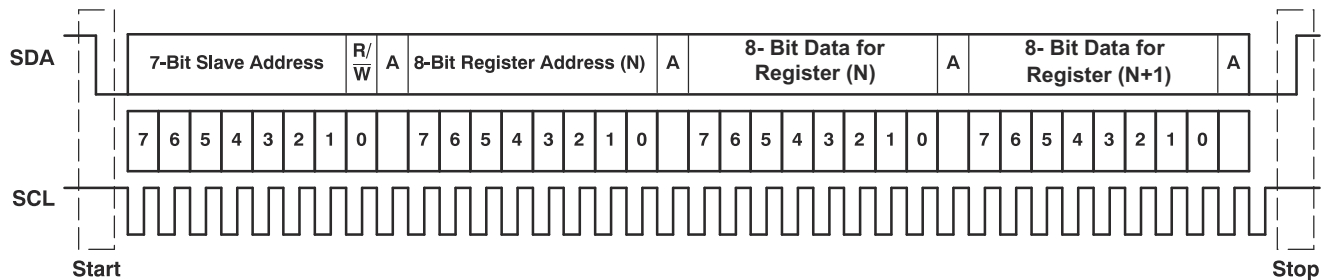 SDA
7-Bit Slave Address R/W̅ A 8-Bit Register Address (N) A 8- Bit Data for Register (N) A 8- Bit Data for Register (N+1) A
7 6 5 4 3 2 1 0 7 6 5 4 3 2 1 0 7 6 5 4 3 2 1 0 7 6 5 4 3 2 1 0
SCL
Start Stop